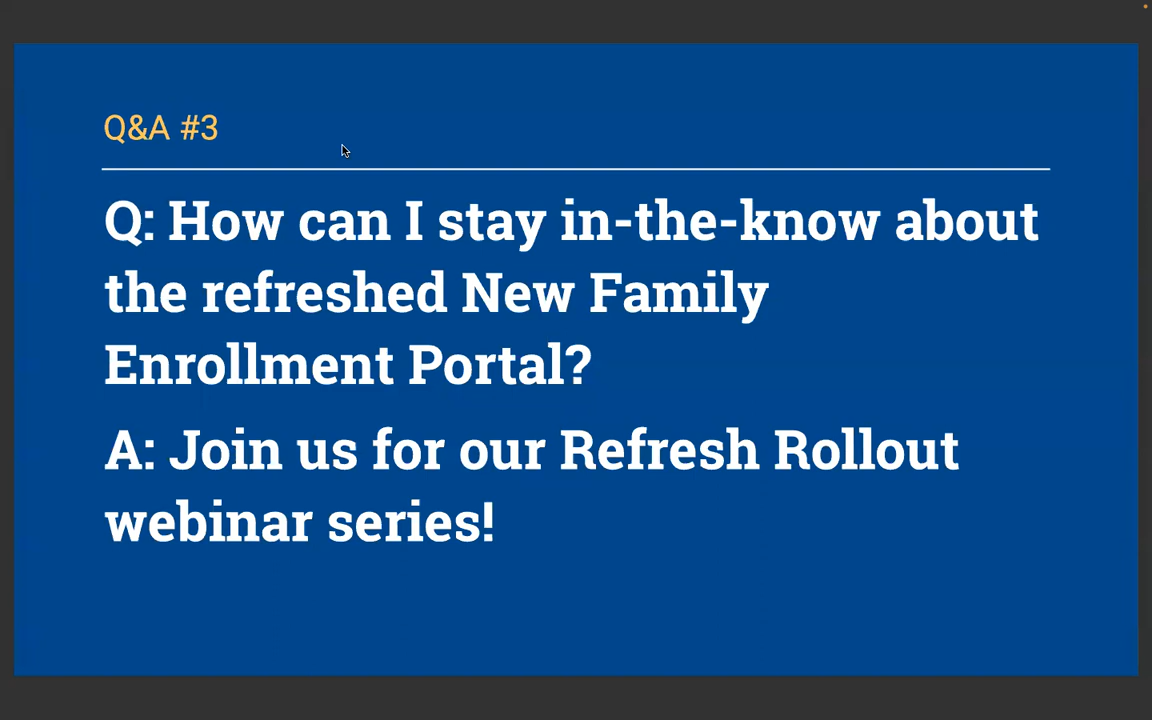 Q&A #3
Q: How can I stay in-the-know about
the refreshed New Family
Enrollment Portal?
A: Join us for our Refresh Rollout
webinar series!